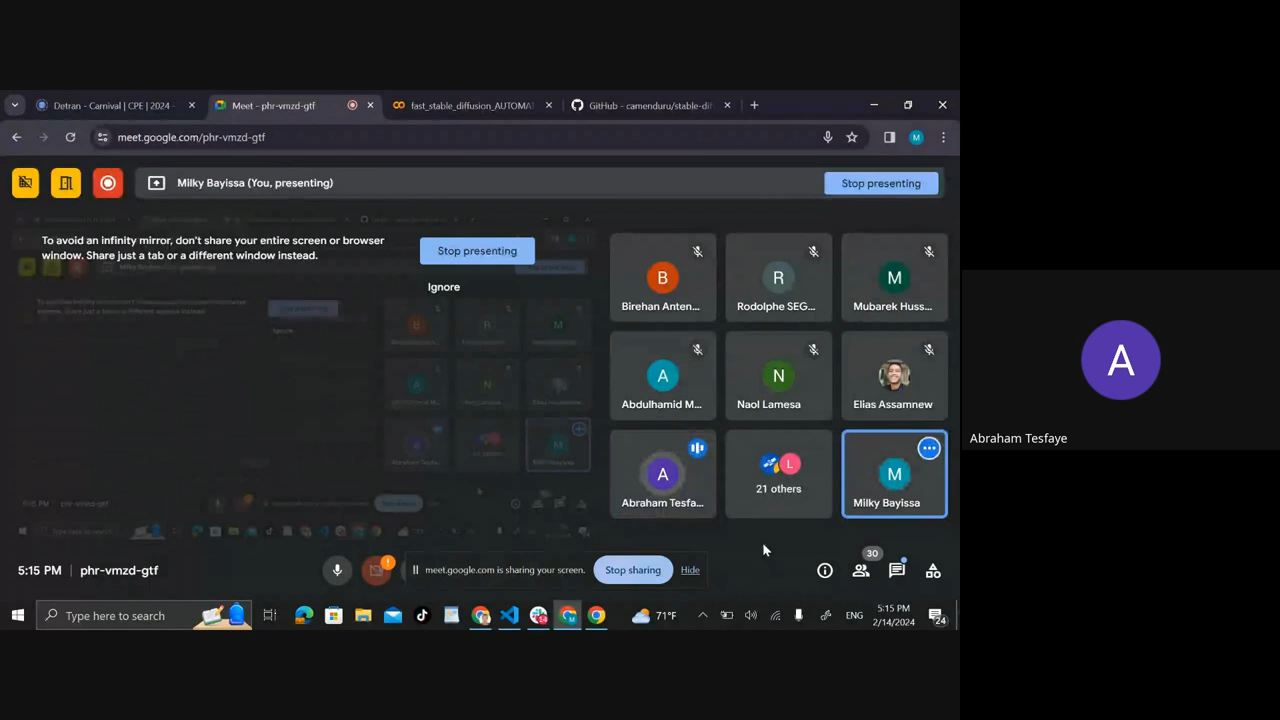 Detran - Carnival | CPE | 2024 -
Meet - phr-vmzd-gtf
fast_stable_diffusion_AUTOMA
GitHub - camenduru/stable-dif
meet.google.com/phr-vmzd-gtf
M
Milky Bayissa (You, presenting)
Stop presenting
To avoid an infinity mirror, don't share your entire screen or browser
window. Share just a tab or a different window instead.
Stop presenting
Ignore
B
Birehan Anten...
R
Rodolphe SEG...
M
Mubarek Huss...
A
Abdulhamid M...
N
Naol Lamesa
Elias Assamnew
A
Abraham Tesfa...
L
21 others
M
Milky Bayissa
A
Abraham Tesfaye
5:15 PM | phr-vmzd-gtf
meet.google.com is sharing your screen.
Stop sharing
Hide
30
Type here to search
71°F
ENG
5:15 PM
2/14/2024
24